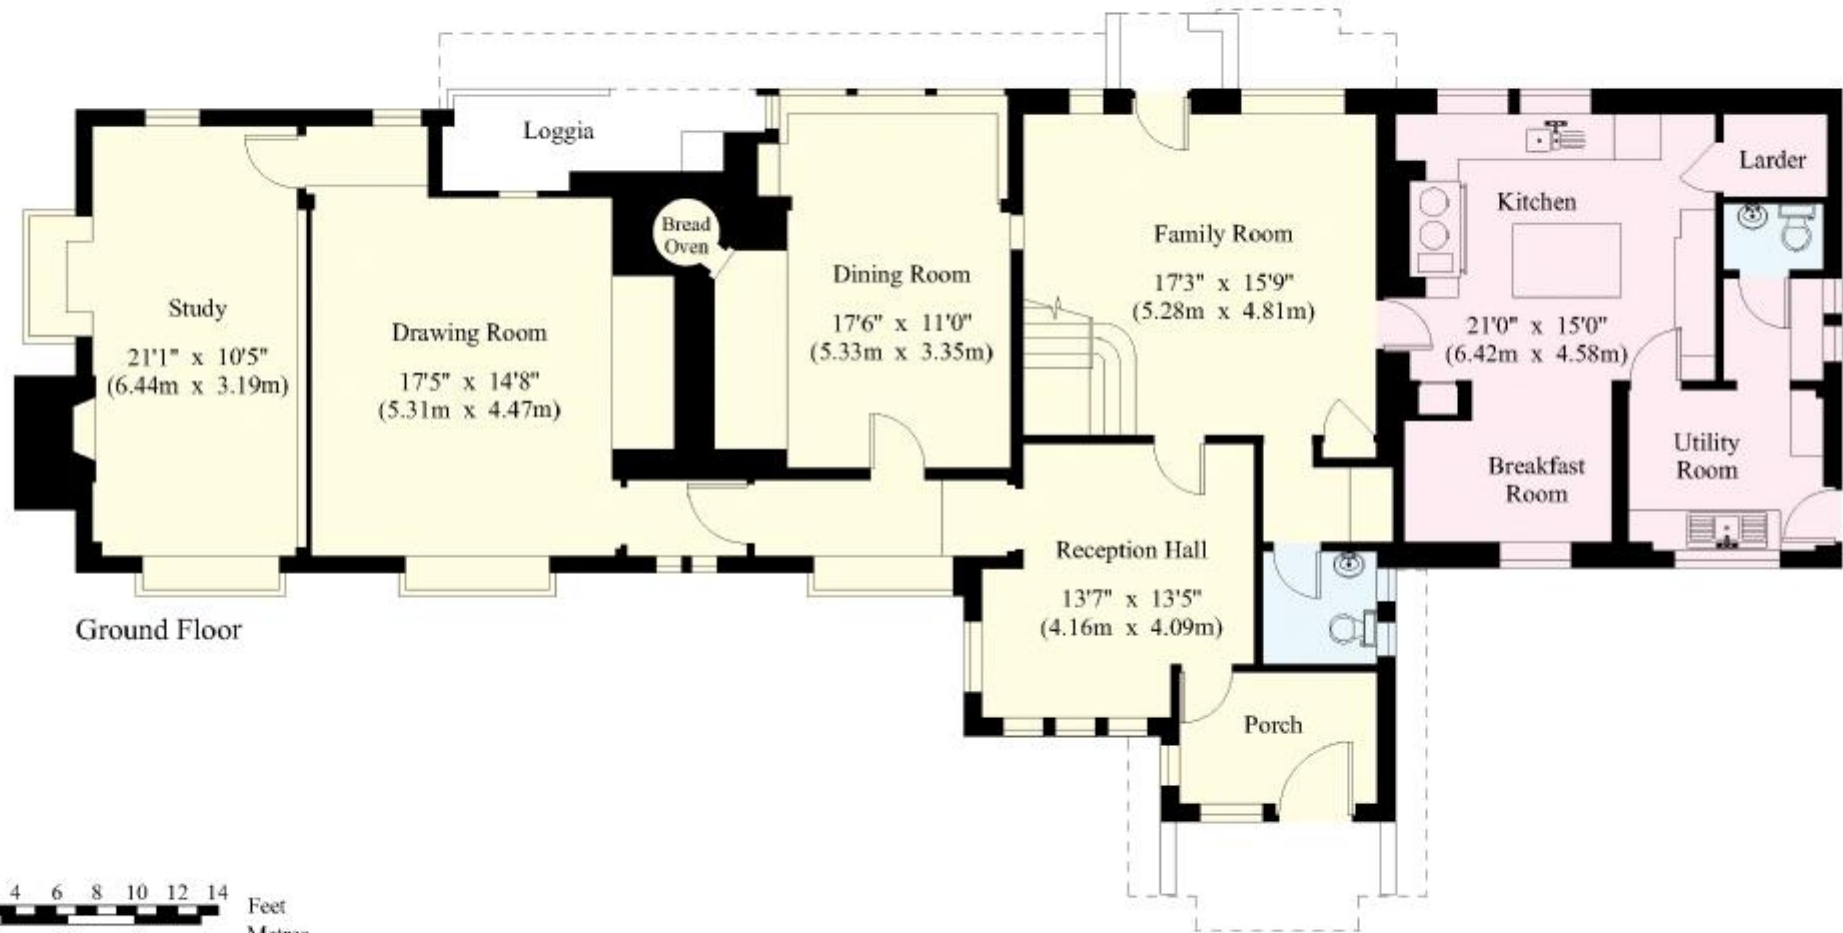 Loggia
Larder
Kitchen
Bread
Oven
Family Room
17'3" x 15'9"
(5.28m x 4.81m)
Dining Room
17'6" x 11'0"
(5.33m x 3.35m)
Study
21'1" x 10'5"
(6.44m x 3.19m)
Drawing Room
17'5" x 14'8"
(5.31m x 4.47m)
21'0" x 15'0"
(6.42m x 4.58m)
Utility
Room
Breakfast
Room
Reception Hall
13'7" x 13'5"
(4.16m x 4.09m)
Ground Floor
Porch
4 6 8 10 12 14 Feet
Metres